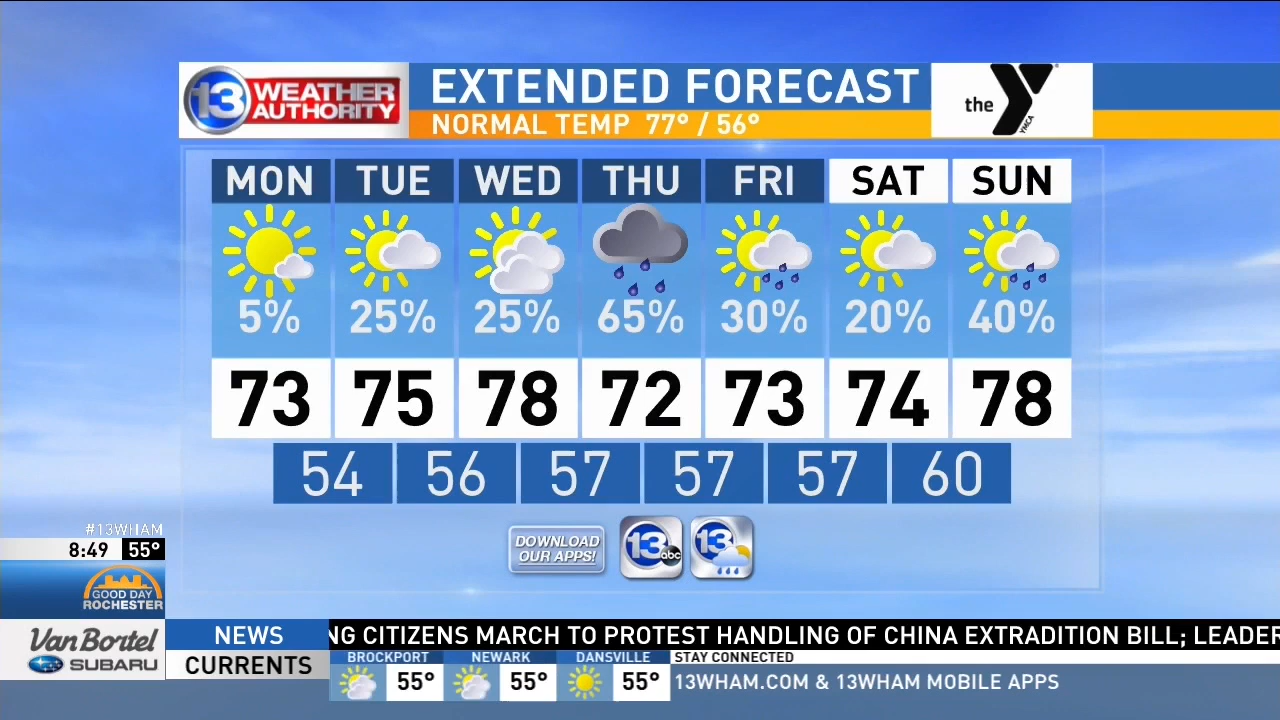 13 WEATHER AUTHORITY
EXTENDED FORECAST
NORMAL TEMP 77° / 56°
the Y
YMCA
MON TUE WED THU FRI SAT SUN
5% 25% 25% 65% 30% 20% 40%
73 75 78 72 73 74 78
54 56 57 57 57 60
DOWNLOAD
OUR APPS!
13 abc
13
#13WHAM
8:49 55°
GOOD DAY
ROCHESTER
Van Bortel
SUBARU
NEWS
CURRENTS
NG CITIZENS MARCH TO PROTEST HANDLING OF CHINA EXTRADITION BILL; LEADER
BROCKPORT NEWARK DANSVILLE STAY CONNECTED
55° 55° 55° 13WHAM.COM & 13WHAM MOBILE APPS